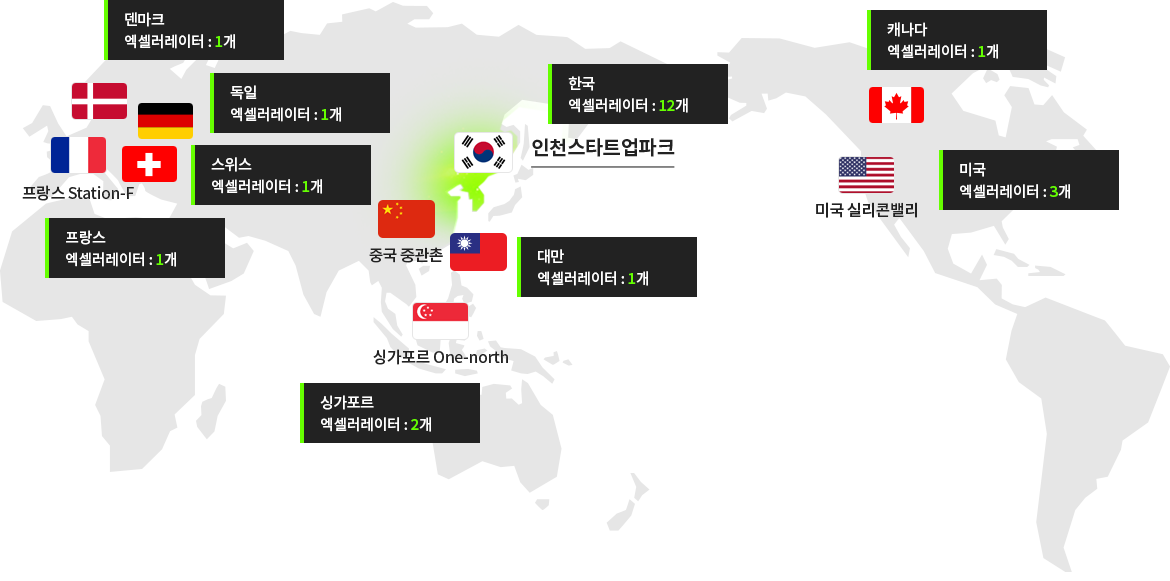 덴마크
엑셀러레이터 : 1개
캐나다
엑셀러레이터 : 1개
독일
엑셀러레이터 : 1개
한국
엑셀러레이터 : 12개
인천스타트업파크
스위스
엑셀러레이터 : 1개
미국
엑셀러레이터 : 3개
프랑스 Station-F
미국 실리콘밸리
프랑스
엑셀러레이터 : 1개
중국 중관촌
대만
엑셀러레이터 : 1개
싱가포르 One-north
싱가포르
엑셀러레이터 : 2개